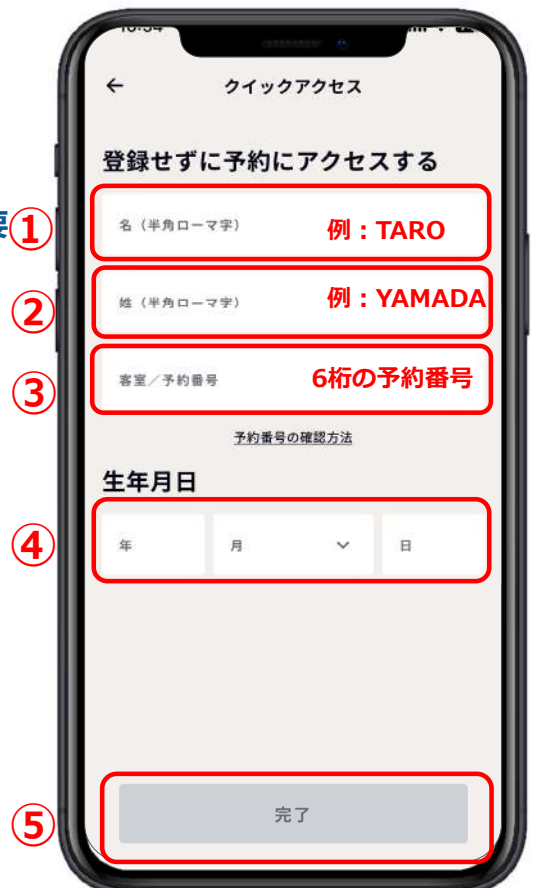 ← クイックアクセス
登録せずに予約にアクセスする
① 名（半角ローマ字） 例：TARO
② 姓（半角ローマ字） 例：YAMADA
③ 客室／予約番号 6桁の予約番号
予約番号の確認方法
生年月日
④ 年 月 日
⑤ 完了